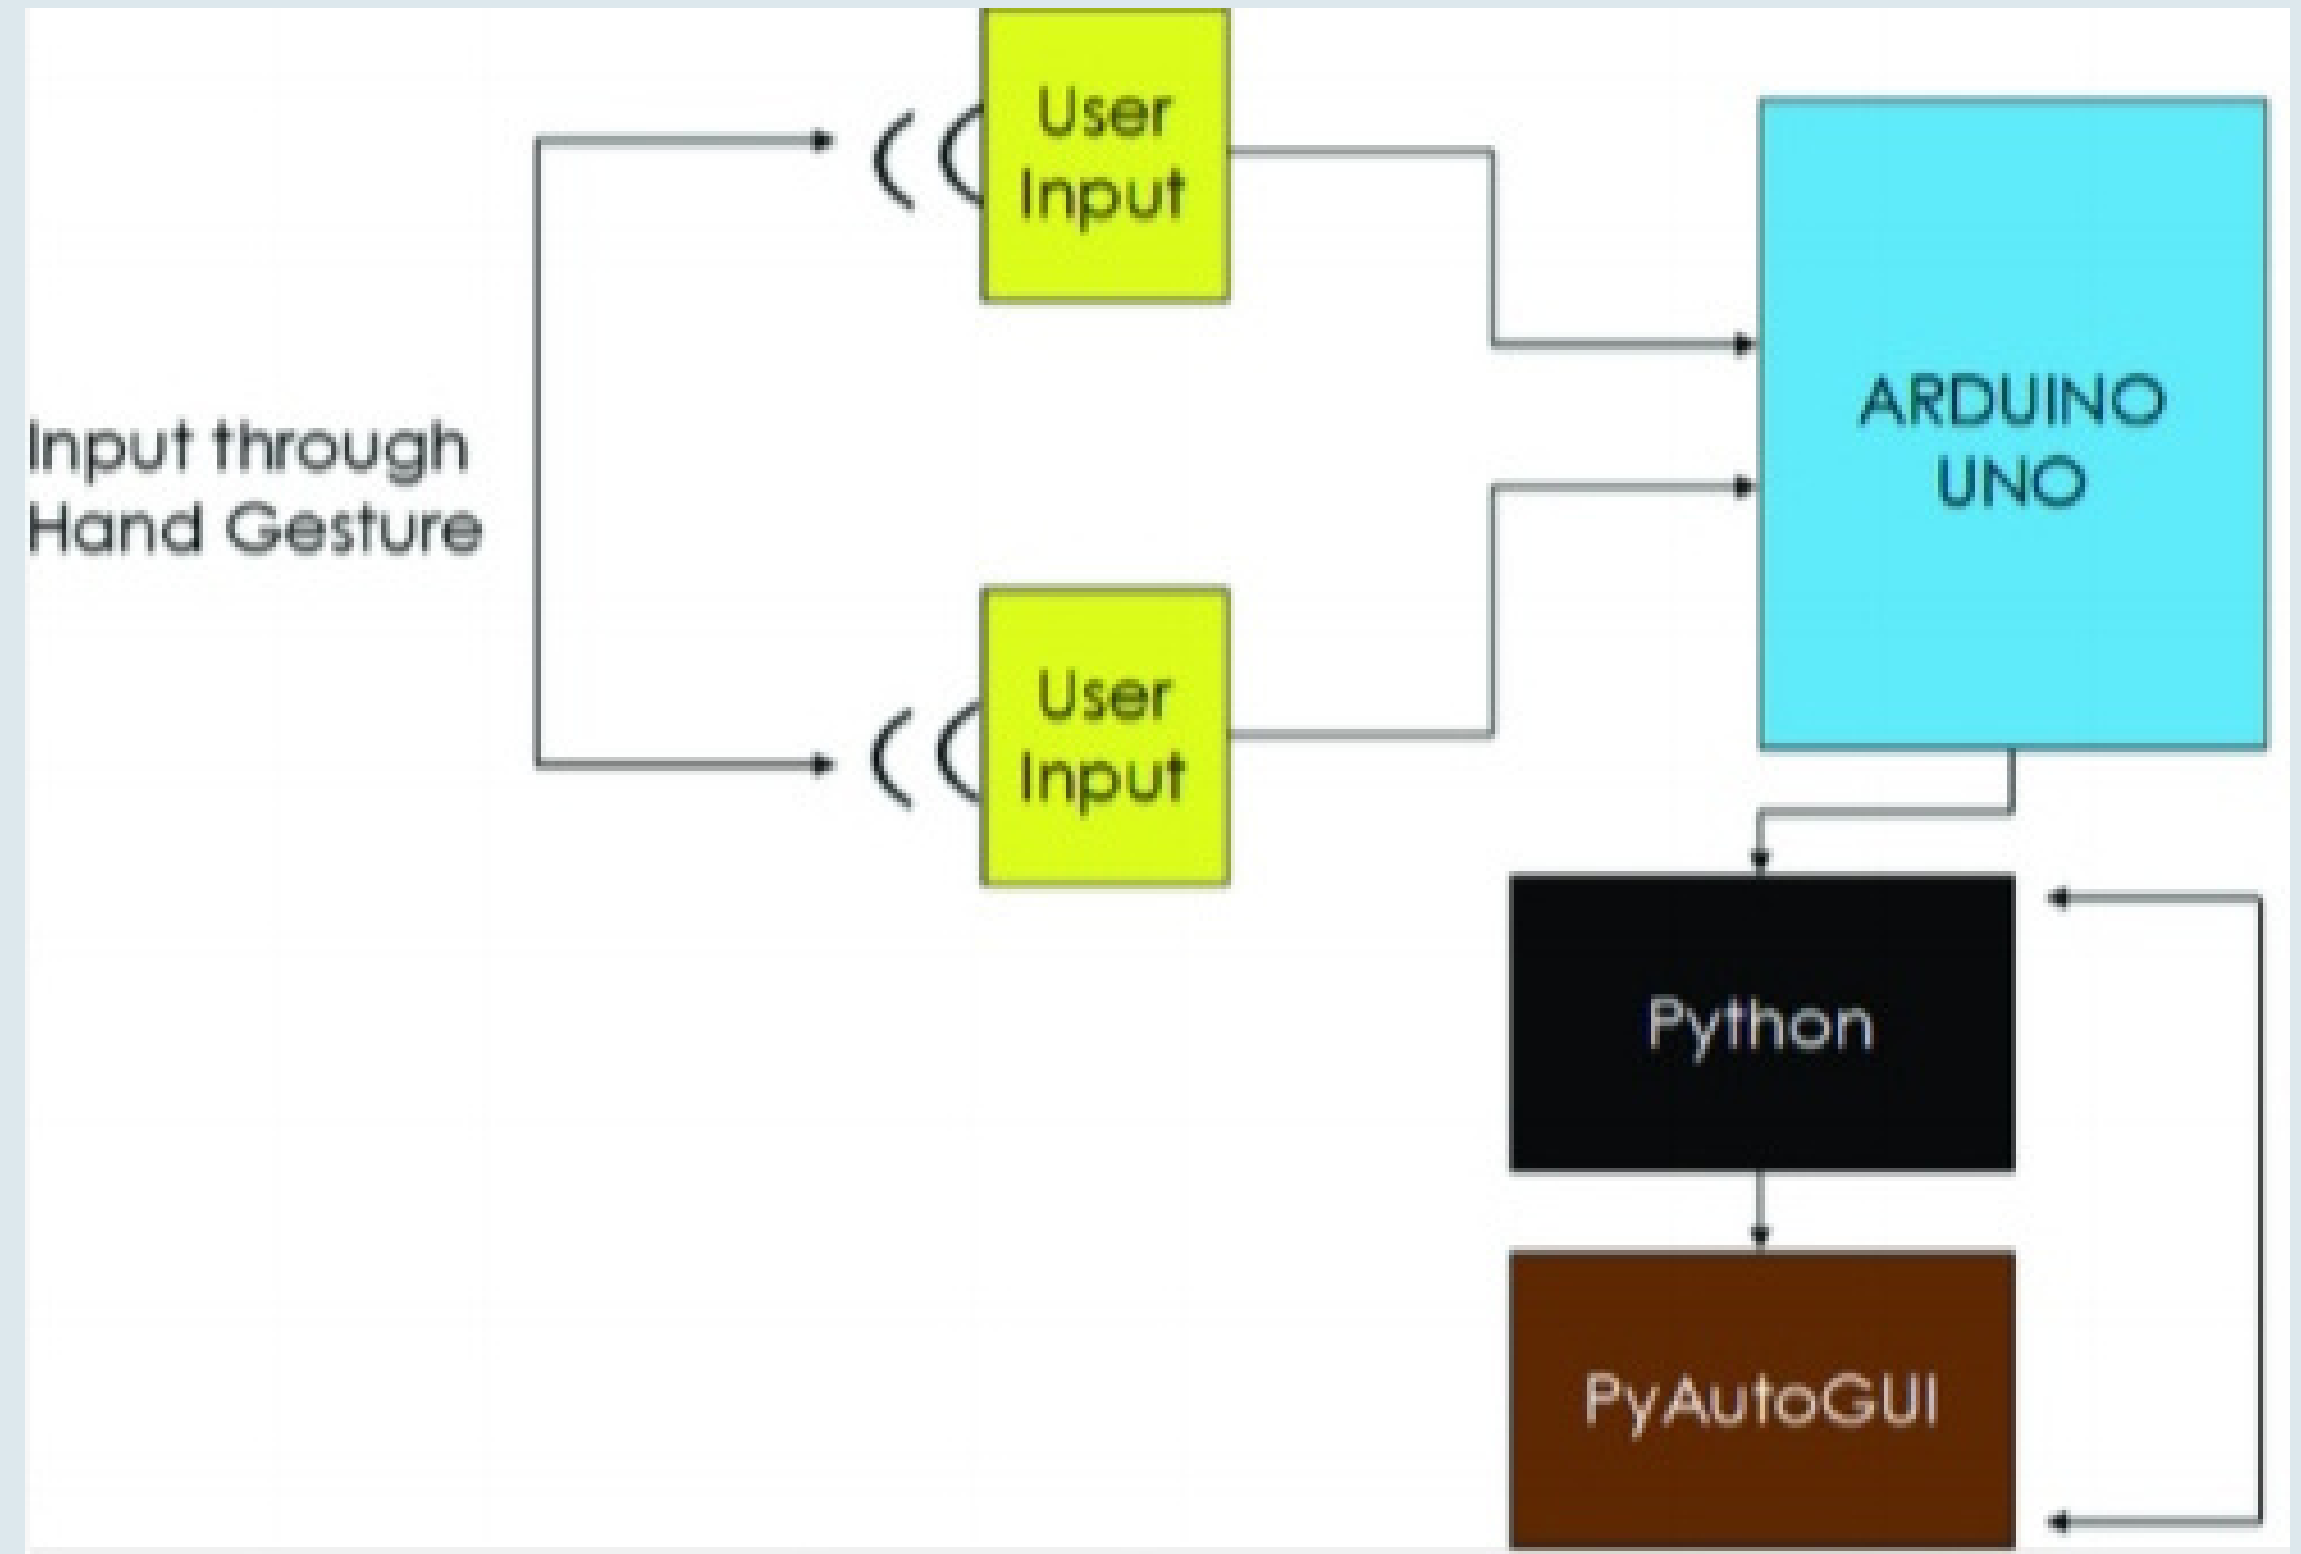 User
Input
ARDUINO
UNO
Input through
Hand Gesture
User
Input
Python
PyAutoGUI